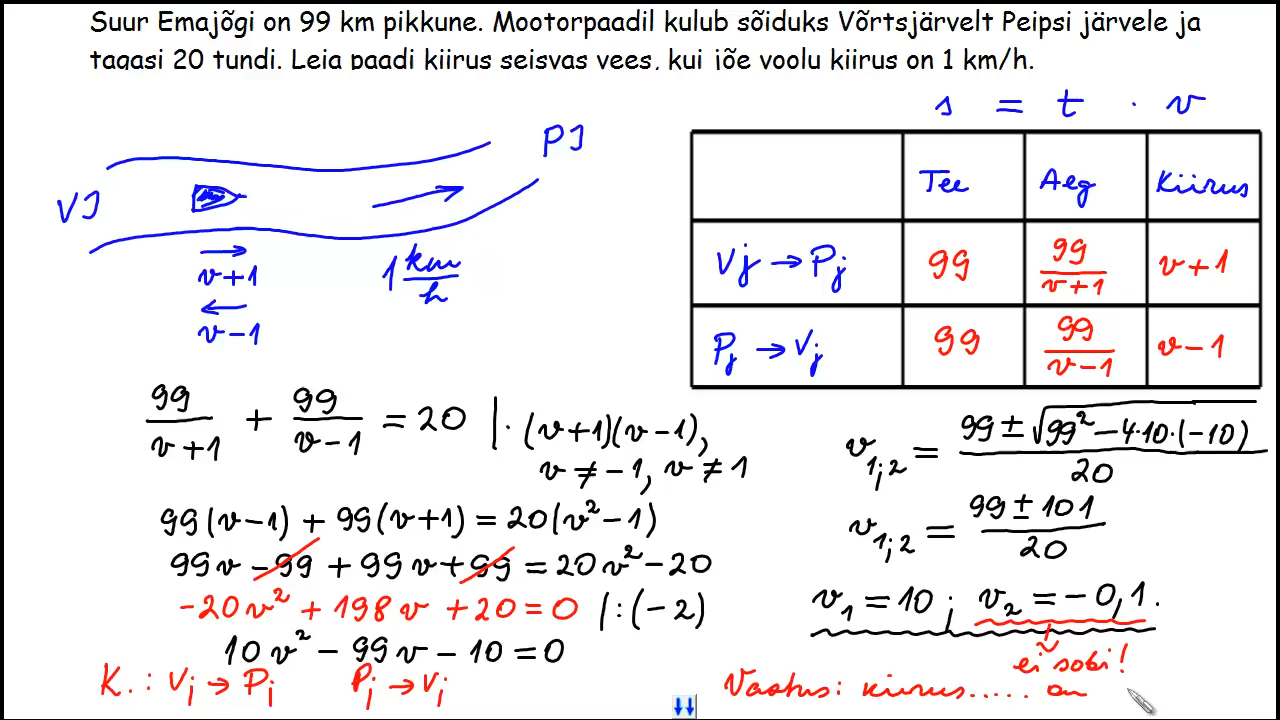 Suur Emajõgi on 99 km pikkune. Mootorpaadil kulub sõiduks Võrtsjärvelt Peipsi järvele ja
tagasi 20 tundi. Leia paadi kiirus seisvas vees, kui jõe voolu kiirus on 1 km/h.
s = t · v
Tee Aeg Kiirus
Vj → Pj 99 99/(v+1) v+1
Pj → Vj 99 99/(v−1) v−1
PJ
VJ
v+1
v−1
1 km/h
99/(v+1) + 99/(v−1) = 20 |· (v+1)(v−1),
v ≠ −1, v ≠ 1
99(v−1) + 99(v+1) = 20(v²−1)
99v − 99 + 99v + 99 = 20v² − 20
−20v² + 198v + 20 = 0 |:(−2)
10v² − 99v − 10 = 0
K.: Vj → Pj Pj → Vj
v₁;₂ = (99 ± √(99² − 4·10·(−10)))/20
v₁;₂ = (99 ± 101)/20
v₁ = 10; v₂ = −0,1.
ei sobi!
Vastus: kiirus..... on